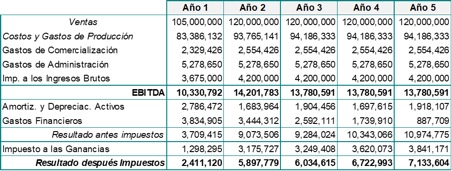 Año 1 Año 2 Año 3 Año 4 Año 5
Ventas 105,000,000 120,000,000 120,000,000 120,000,000 120,000,000
Costos y Gastos de Producción 83,386,132 93,765,141 94,186,333 94,186,333 94,186,333
Gastos de Comercialización 2,329,426 2,554,426 2,554,426 2,554,426 2,554,426
Gastos de Administración 5,278,650 5,278,650 5,278,650 5,278,650 5,278,650
Imp. a los Ingresos Brutos 3,675,000 4,200,000 4,200,000 4,200,000 4,200,000
EBITDA 10,330,792 14,201,783 13,780,591 13,780,591 13,780,591
Amortiz. y Depreciac. Activos 2,786,472 1,683,964 1,904,456 1,697,615 1,918,107
Gastos Financieros 3,834,905 3,444,312 2,592,111 1,739,910 887,709
Resultado antes impuestos 3,709,415 9,073,506 9,284,024 10,343,066 10,974,775
Impuesto a las Ganancias 1,298,295 3,175,727 3,249,408 3,620,073 3,841,171
Resultado después Impuestos 2,411,120 5,897,779 6,034,615 6,722,993 7,133,604